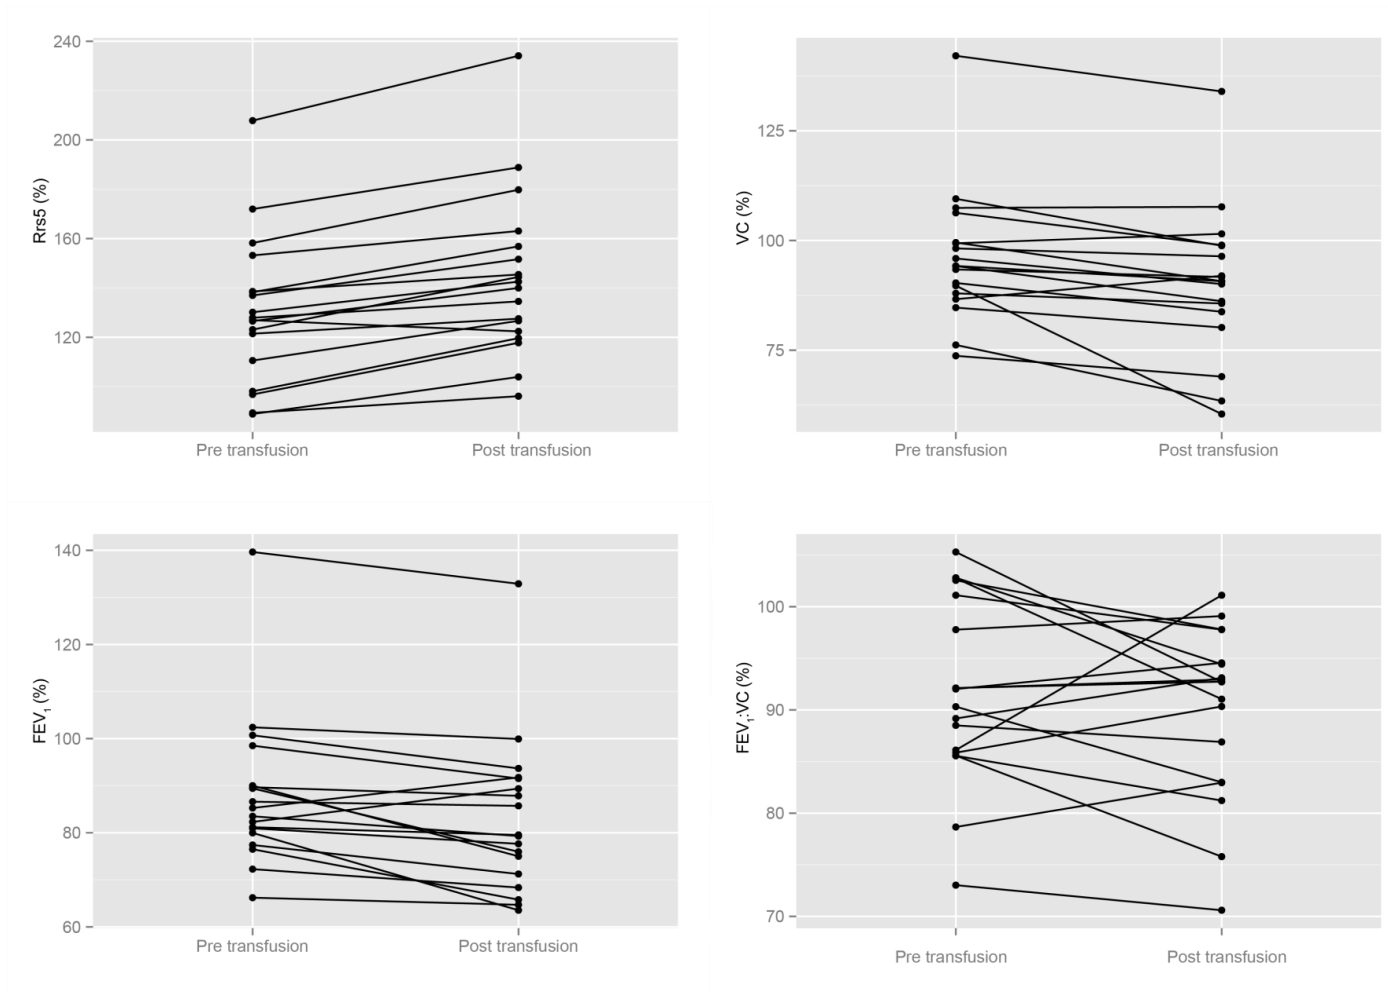 240
200
160
120
Rrs5 (%)
Pre transfusion
Post transfusion
125
100
75
VC (%)
Pre transfusion
Post transfusion
140
120
100
80
60
FEV₁ (%)
Pre transfusion
Post transfusion
100
90
80
70
FEV₁:VC (%)
Pre transfusion
Post transfusion